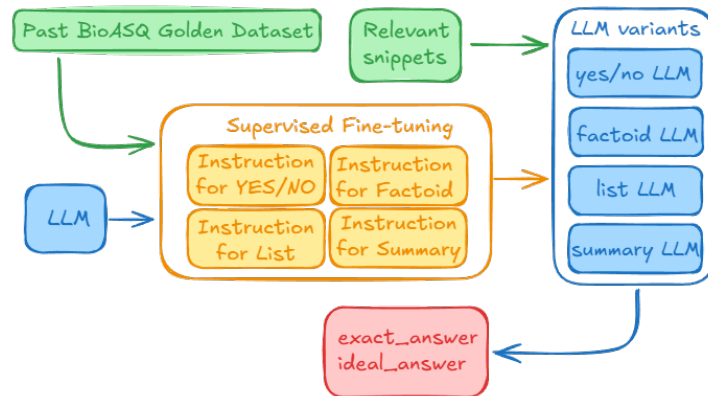 Past BioASQ Golden Dataset
Relevant
snippets
LLM variants
yes/no LLM
factoid LLM
list LLM
summary LLM
Supervised Fine-tuning
Instruction
for YES/NO
Instruction
for Factoid
Instruction
for List
Instruction
for Summary
LLM
exact_answer
ideal_answer